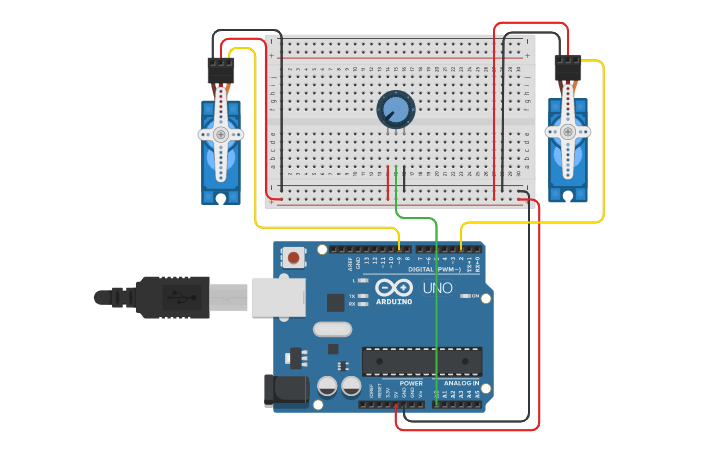 AREF
GND
13
12
~11
~10
~9
8
7
~6
~5
4
~3
2
TX→1
RX←0
DIGITAL (PWM~)
L
TX
RX
ARDUINO
UNO
ON
POWER
ANALOG IN
IOREF
RESET
3.3V
5V
GND
GND
Vin
A0
A1
A2
A3
A4
A5